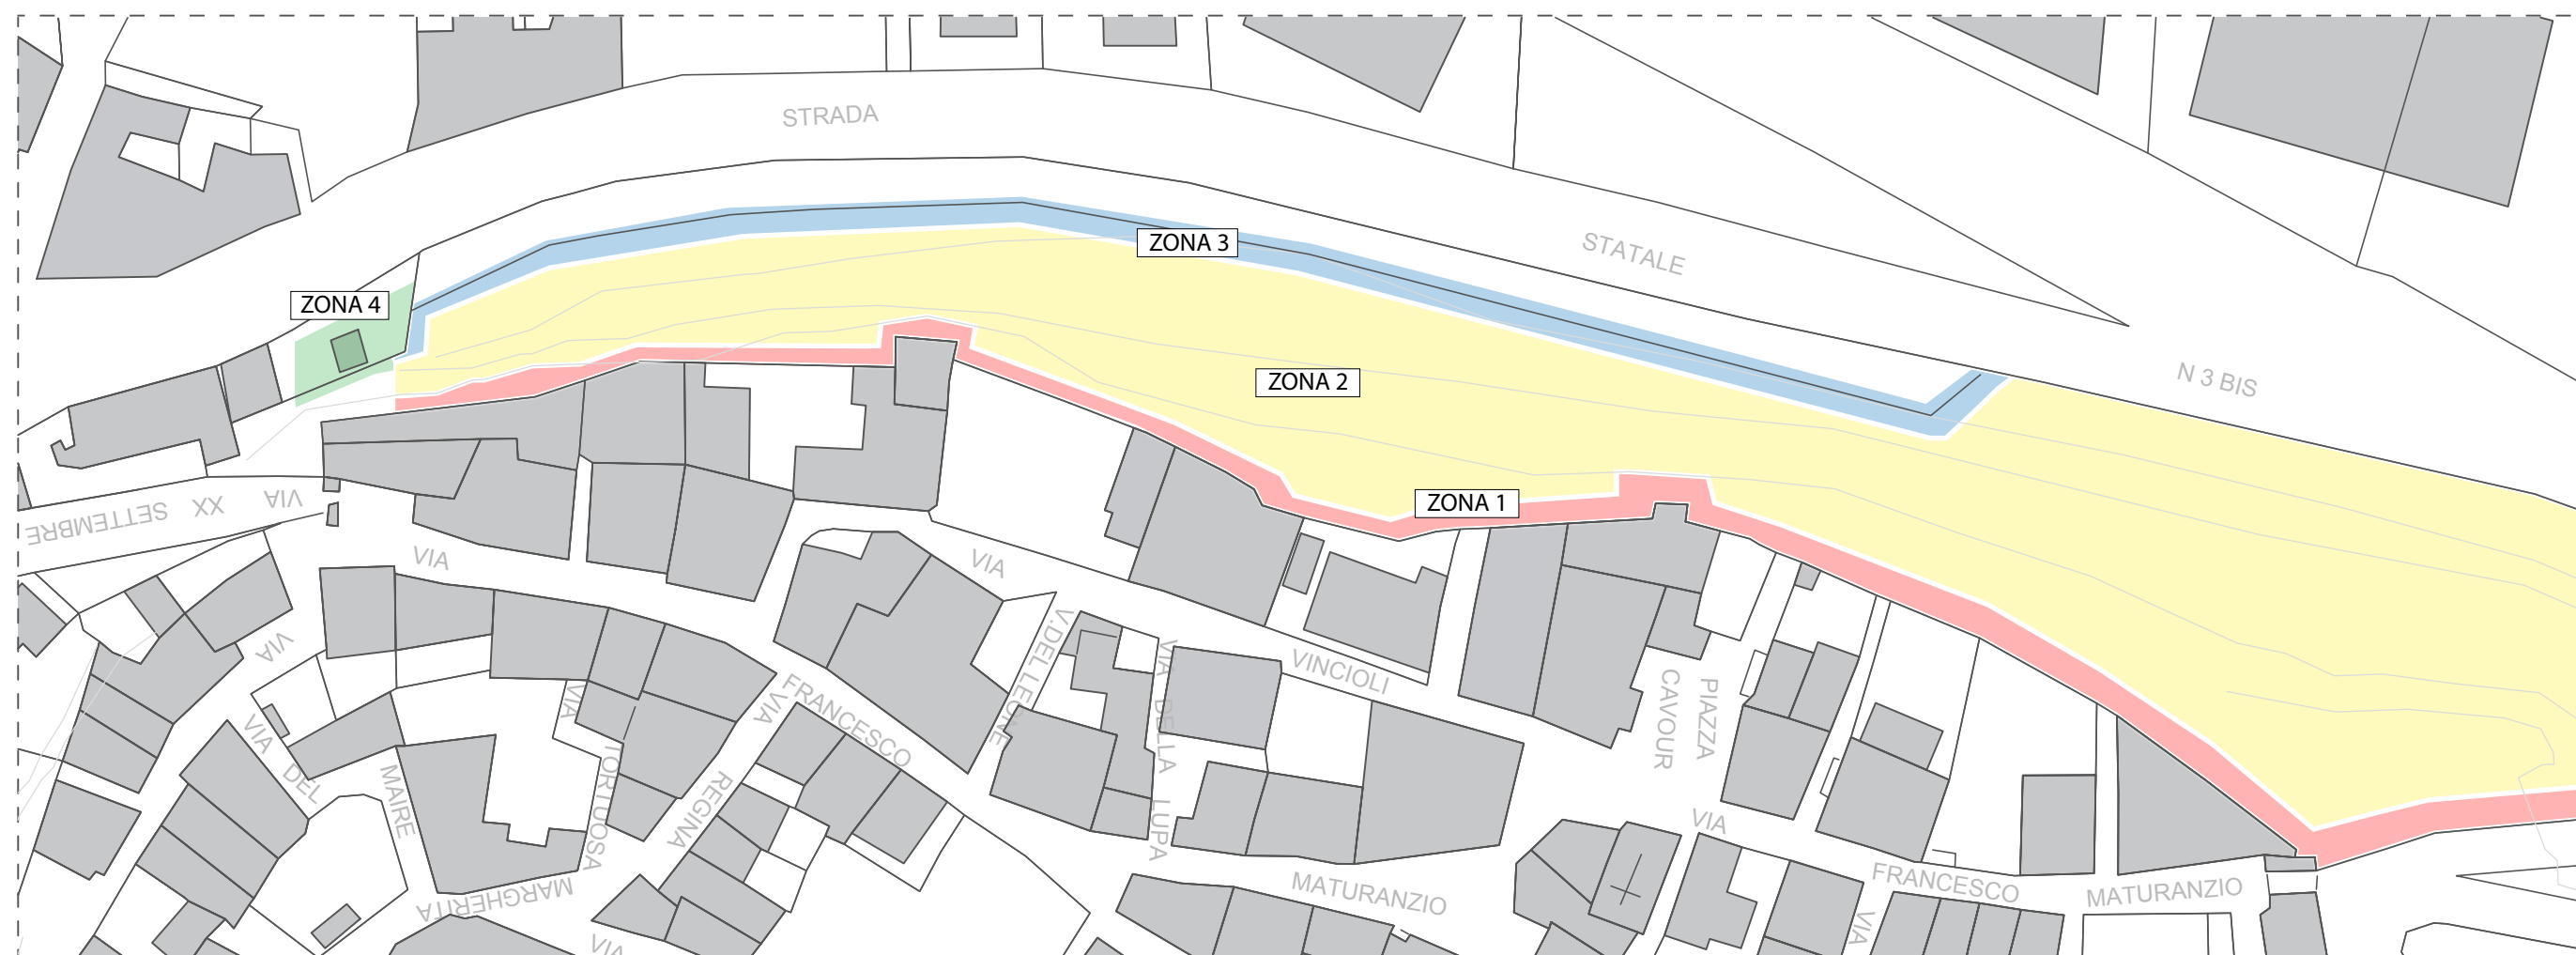 STRADA
STATALE
N 3 BIS
ZONA 3
ZONA 4
ZONA 2
ZONA 1
VIA XX SETTEMBRE
VIA
VIA
VIA
VINCIOLI
V.DEL LEONE
VIA DELLA LUPA
FRANCESCO
VIA
REGINA
MARGHERITA
VIA
TORTUOSA
VIA
DEL
MAIRE
PIAZZA
CAVOUR
VIA
FRANCESCO
MATURANZIO
MATURANZIO
VIA
VIA